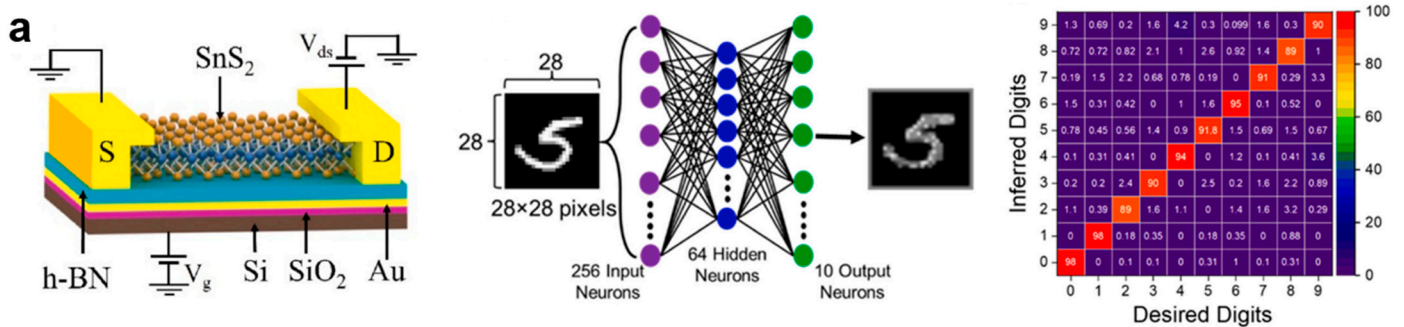 a
V_ds
SnS₂
S
D
h-BN
V_g
Si
SiO₂
Au
28
28
28×28 pixels
256 Input
Neurons
64 Hidden
Neurons
10 Output
Neurons
Inferred Digits
9 1.3 0.69 0.2 1.6 4.2 0.3 0.099 1.6 0.3 90
8 0.72 0.72 0.82 2.1 1 2.6 0.92 1.4 89 1
7 0.19 1.5 2.2 0.68 0.78 0.19 0 91 0.29 3.3
6 1.5 0.31 0.42 0 1 1.6 95 0.1 0.52 0
5 0.78 0.45 0.56 1.4 0.9 91.8 1.5 0.69 1.5 0.67
4 0.1 0.31 0.41 0 94 0 1.2 0.1 0.41 3.6
3 0.2 0.2 2.4 90 0 2.5 0.2 1.6 2.2 0.89
2 1.1 0.39 89 1.6 1.1 0 1.4 1.6 3.2 0.29
1 0 98 0.18 0.35 0 0.18 0.35 0 0.88 0
0 98 0 0.1 0.1 0 0.31 1 0.1 0.31 0
0 1 2 3 4 5 6 7 8 9
Desired Digits
100
80
60
40
20
0